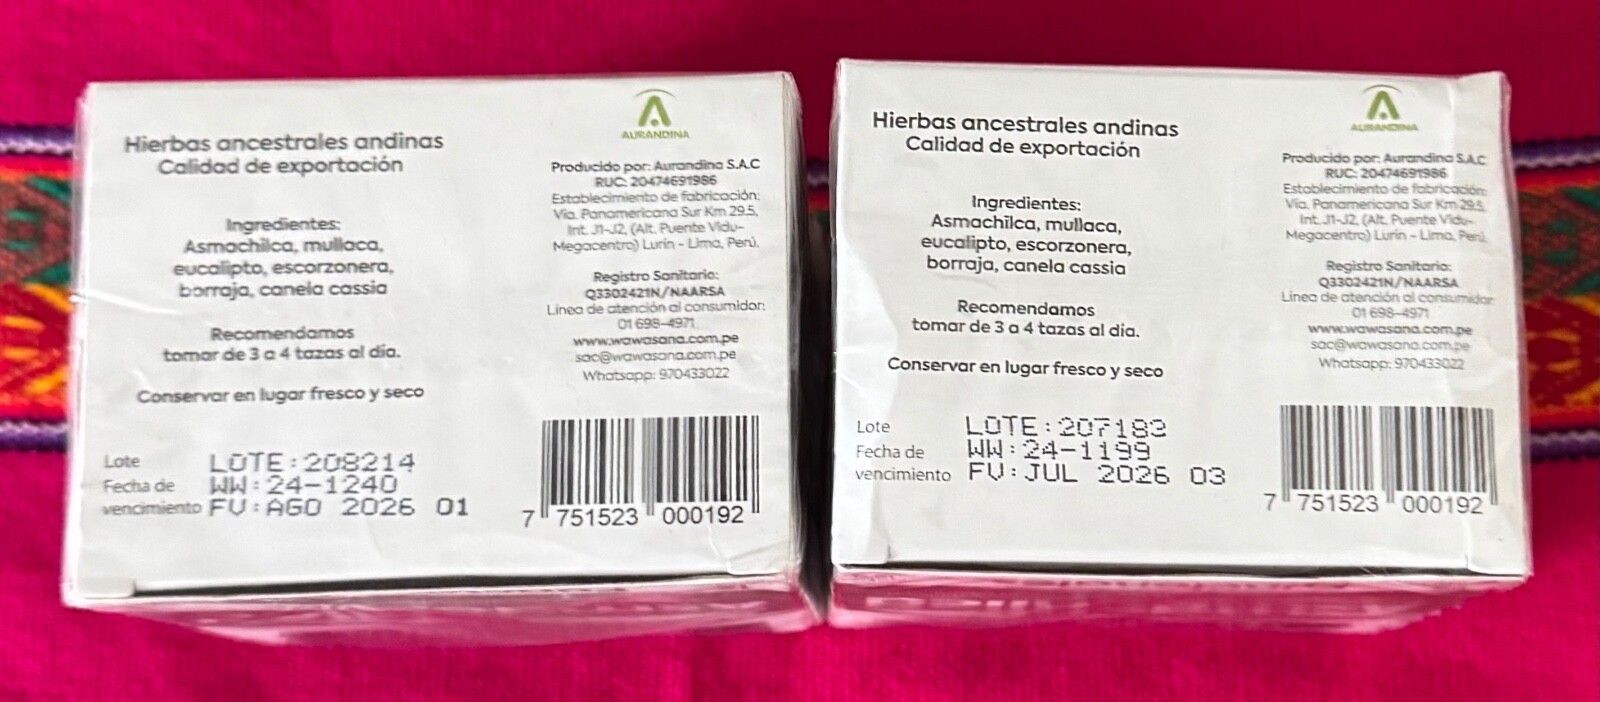 Hierbas ancestrales andinas
Calidad de exportación
Ingredientes:
Asmachilca, mullaca,
eucalipto, escorzonera,
borraja, canela cassia
Recomendamos
tomar de 3 a 4 tazas al día.
Conservar en lugar fresco y seco
Lote LOTE: 208214
Fecha de WW: 24-1240
vencimiento FV: AGO 2026 01
AURANDINA
Producido por: Aurandina S.A.C
RUC: 20474691986
Establecimiento de fabricación:
Vía. Panamericana Sur Km 29.5,
Int. J1-J2, (Alt. Puente Vidu-
Megacentro) Lurín - Lima, Perú.
Registro Sanitario:
Q3302421N/NAARSA
Línea de atención al consumidor:
01 698-4971
www.wawasana.com.pe
sac@wawasana.com.pe
Whatsapp: 970433022
7 751523 000192
Hierbas ancestrales andinas
Calidad de exportación
Ingredientes:
Asmachilca, mullaca,
eucalipto, escorzonera,
borraja, canela cassia
Recomendamos
tomar de 3 a 4 tazas al día.
Conservar en lugar fresco y seco
Lote LOTE: 207183
Fecha de WW: 24-1199
vencimiento FV: JUL 2026 03
AURANDINA
Producido por: Aurandina S.A.C
RUC: 20474691986
Establecimiento de fabricación:
Vía. Panamericana Sur Km 29.5,
Int. J1-J2, (Alt. Puente Vidu-
Megacentro) Lurín - Lima, Perú.
Registro Sanitario:
Q3302421N/NAARSA
Línea de atención al consumidor:
01 698-4971
www.wawasana.com.pe
sac@wawasana.com.pe
Whatsapp: 970433022
7 751523 000192